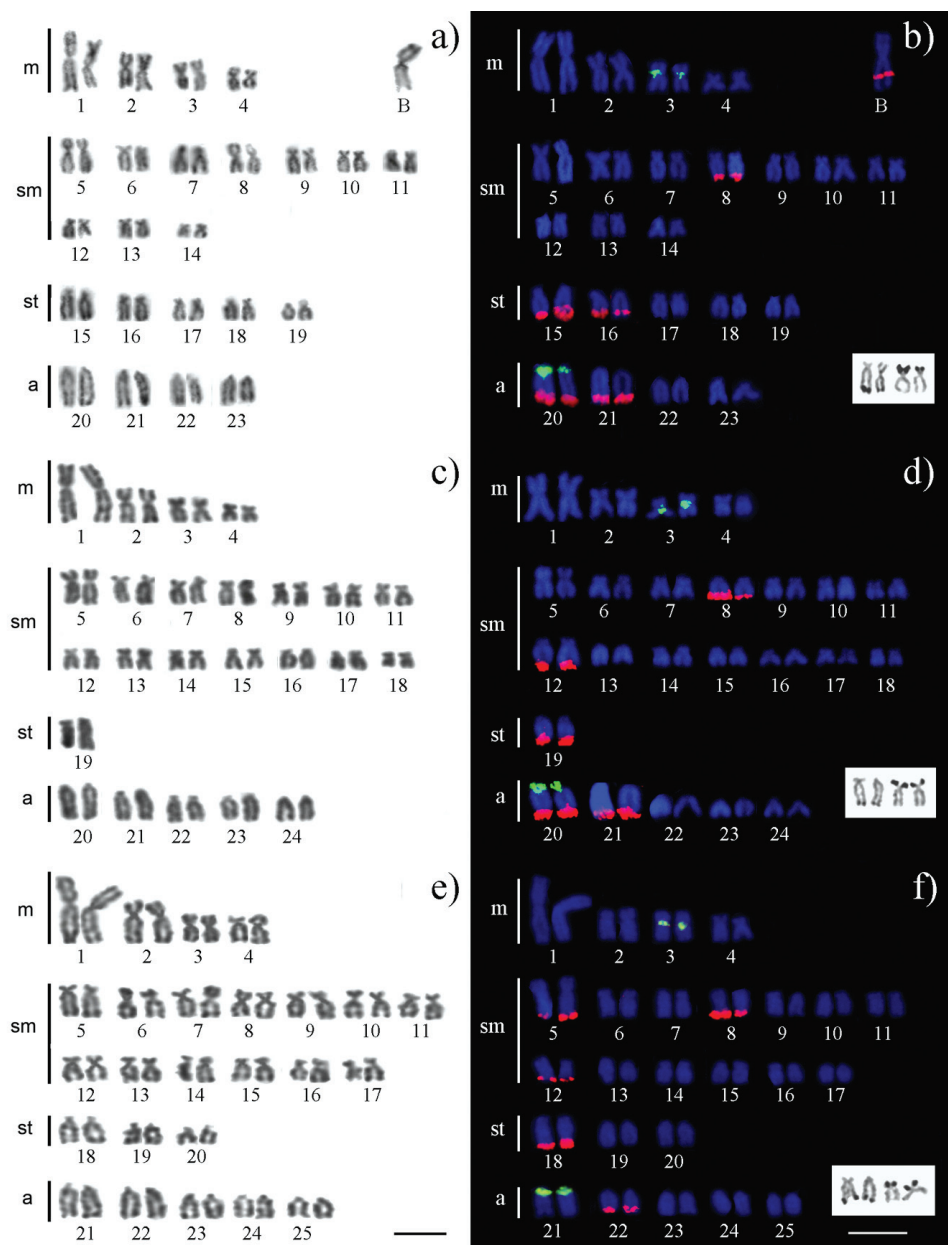 a)
m
1 2 3 4 B
sm
5 6 7 8 9 10 11
12 13 14
st
15 16 17 18 19
a
20 21 22 23
b)
m
1 2 3 4 B
sm
5 6 7 8 9 10 11
12 13 14
st
15 16 17 18 19
a
20 21 22 23
c)
m
1 2 3 4
sm
5 6 7 8 9 10 11
12 13 14 15 16 17 18
st
19
a
20 21 22 23 24
d)
m
1 2 3 4
sm
5 6 7 8 9 10 11
12 13 14 15 16 17 18
st
19
a
20 21 22 23 24
e)
m
1 2 3 4
sm
5 6 7 8 9 10 11
12 13 14 15 16 17
st
18 19 20
a
21 22 23 24 25
f)
m
1 2 3 4
sm
5 6 7 8 9 10 11
12 13 14 15 16 17
st
18 19 20
a
21 22 23 24 25